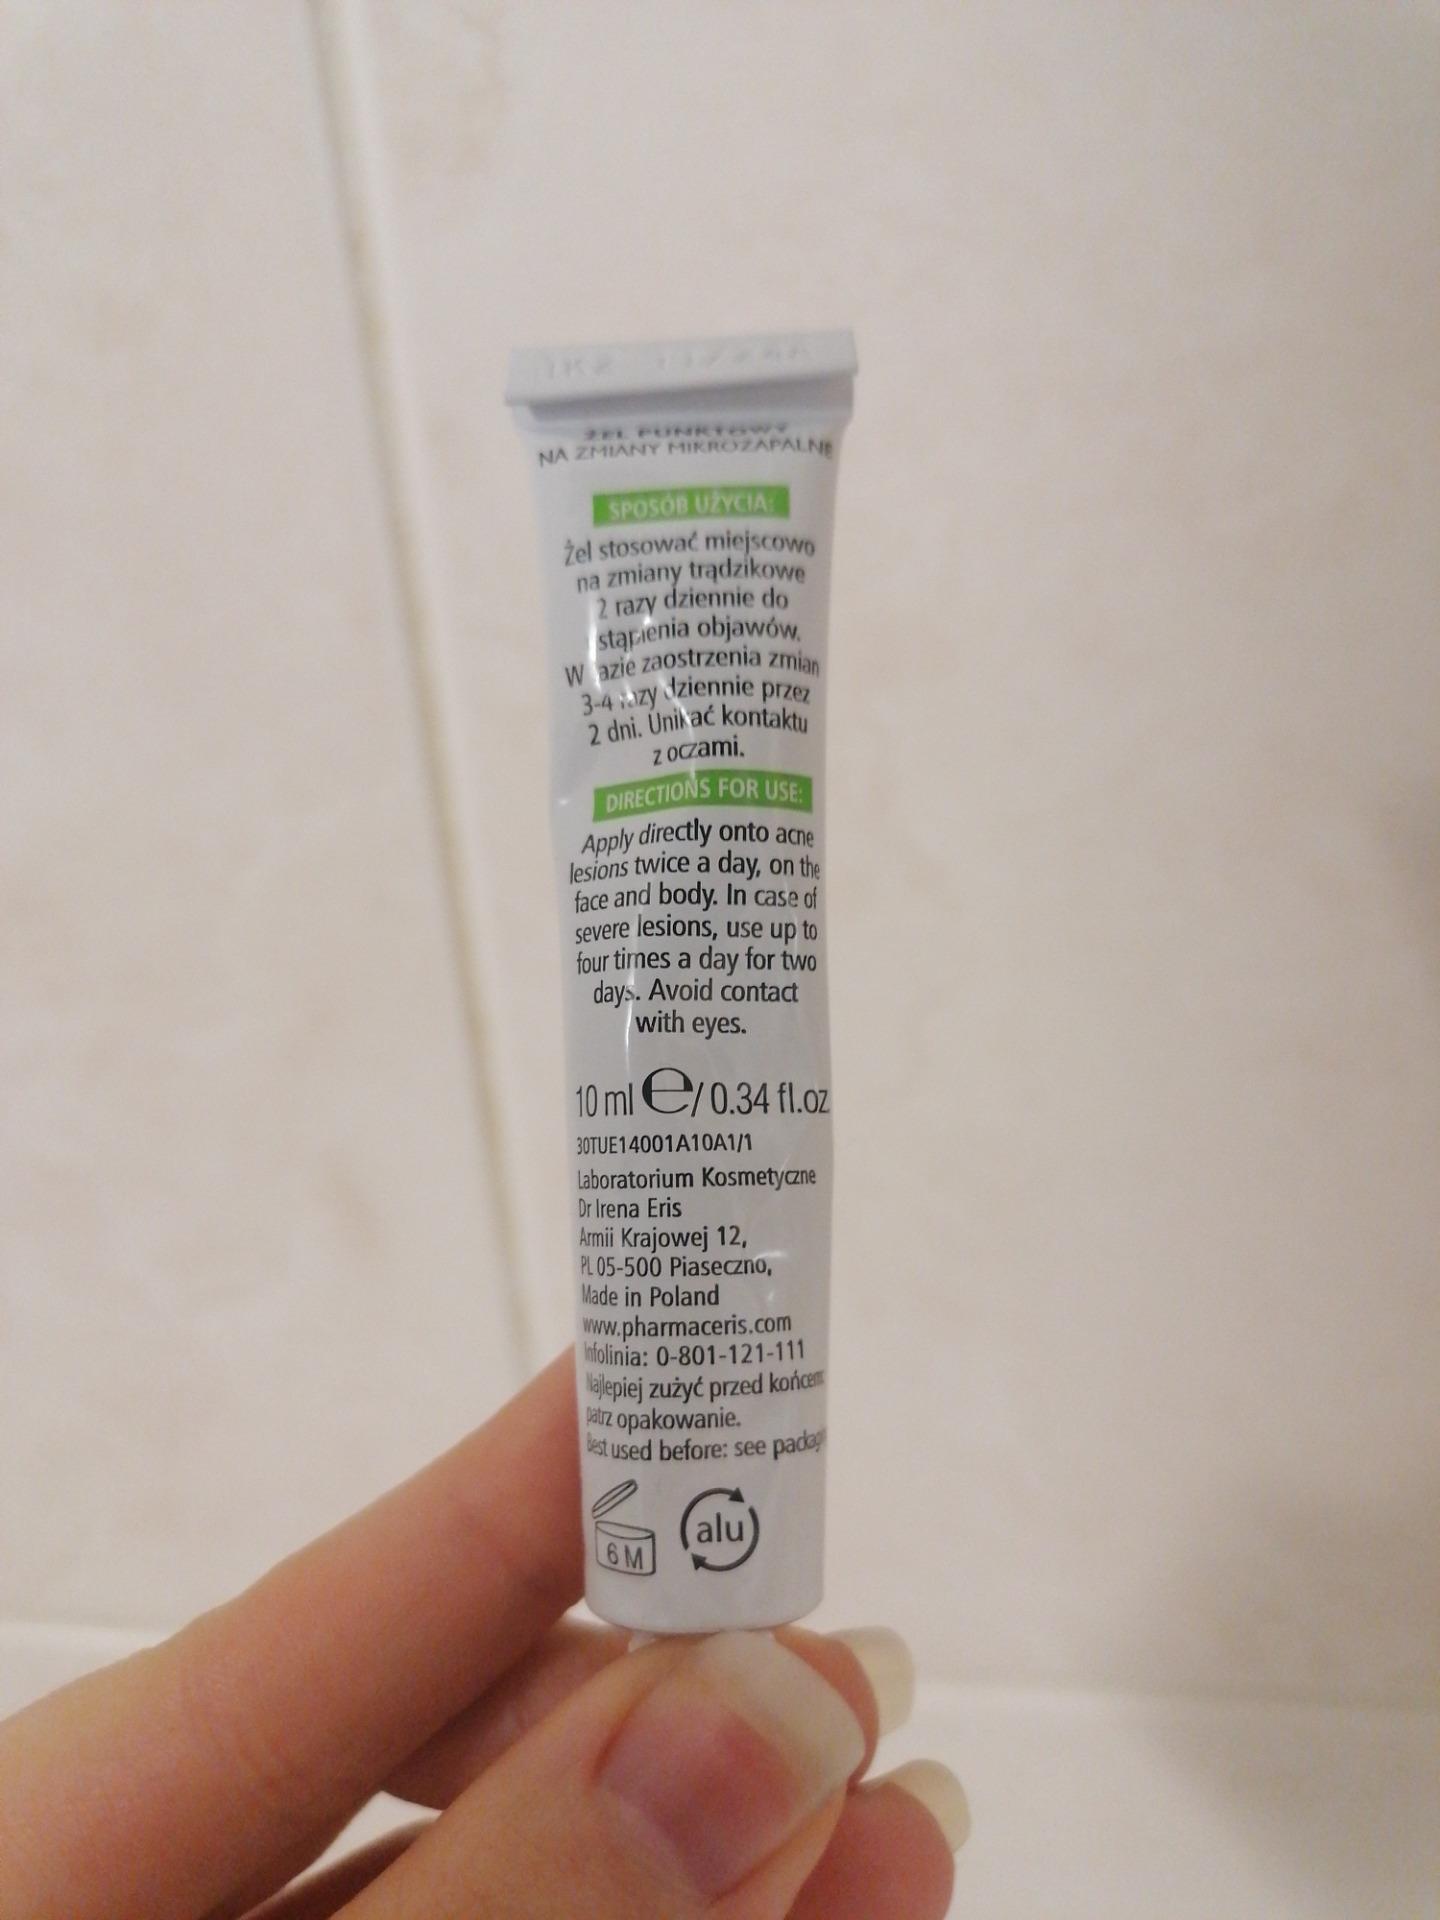 ŻEL PUNKTOWY
NA ZMIANY MIKROZAPALNE
SPOSÓB UŻYCIA:
Żel stosować miejscowo
na zmiany trądzikowe
2 razy dziennie do
objawów.
W zaostrzenia zmian
3-4 razy dziennie przez
2 dni. Unikać kontaktu
z oczami.
DIRECTIONS FOR USE:
Apply directly onto acne
lesions twice a day, on the
face and body. In case of
severe lesions, use up to
four times a day for two
days. Avoid contact
with eyes.
10 ml e/ 0.34 fl.oz
30TUE14001A10A1/1
Laboratorium Kosmetyczne
Dr Irena Eris
Armii Krajowej 12,
PL 05-500 Piaseczno,
Made in Poland
www.pharmaceris.com
Infolinia: 0-801-121-111
Najlepiej zużyć przed końcem:
patrz opakowanie.
Best used before: see
6 M
alu